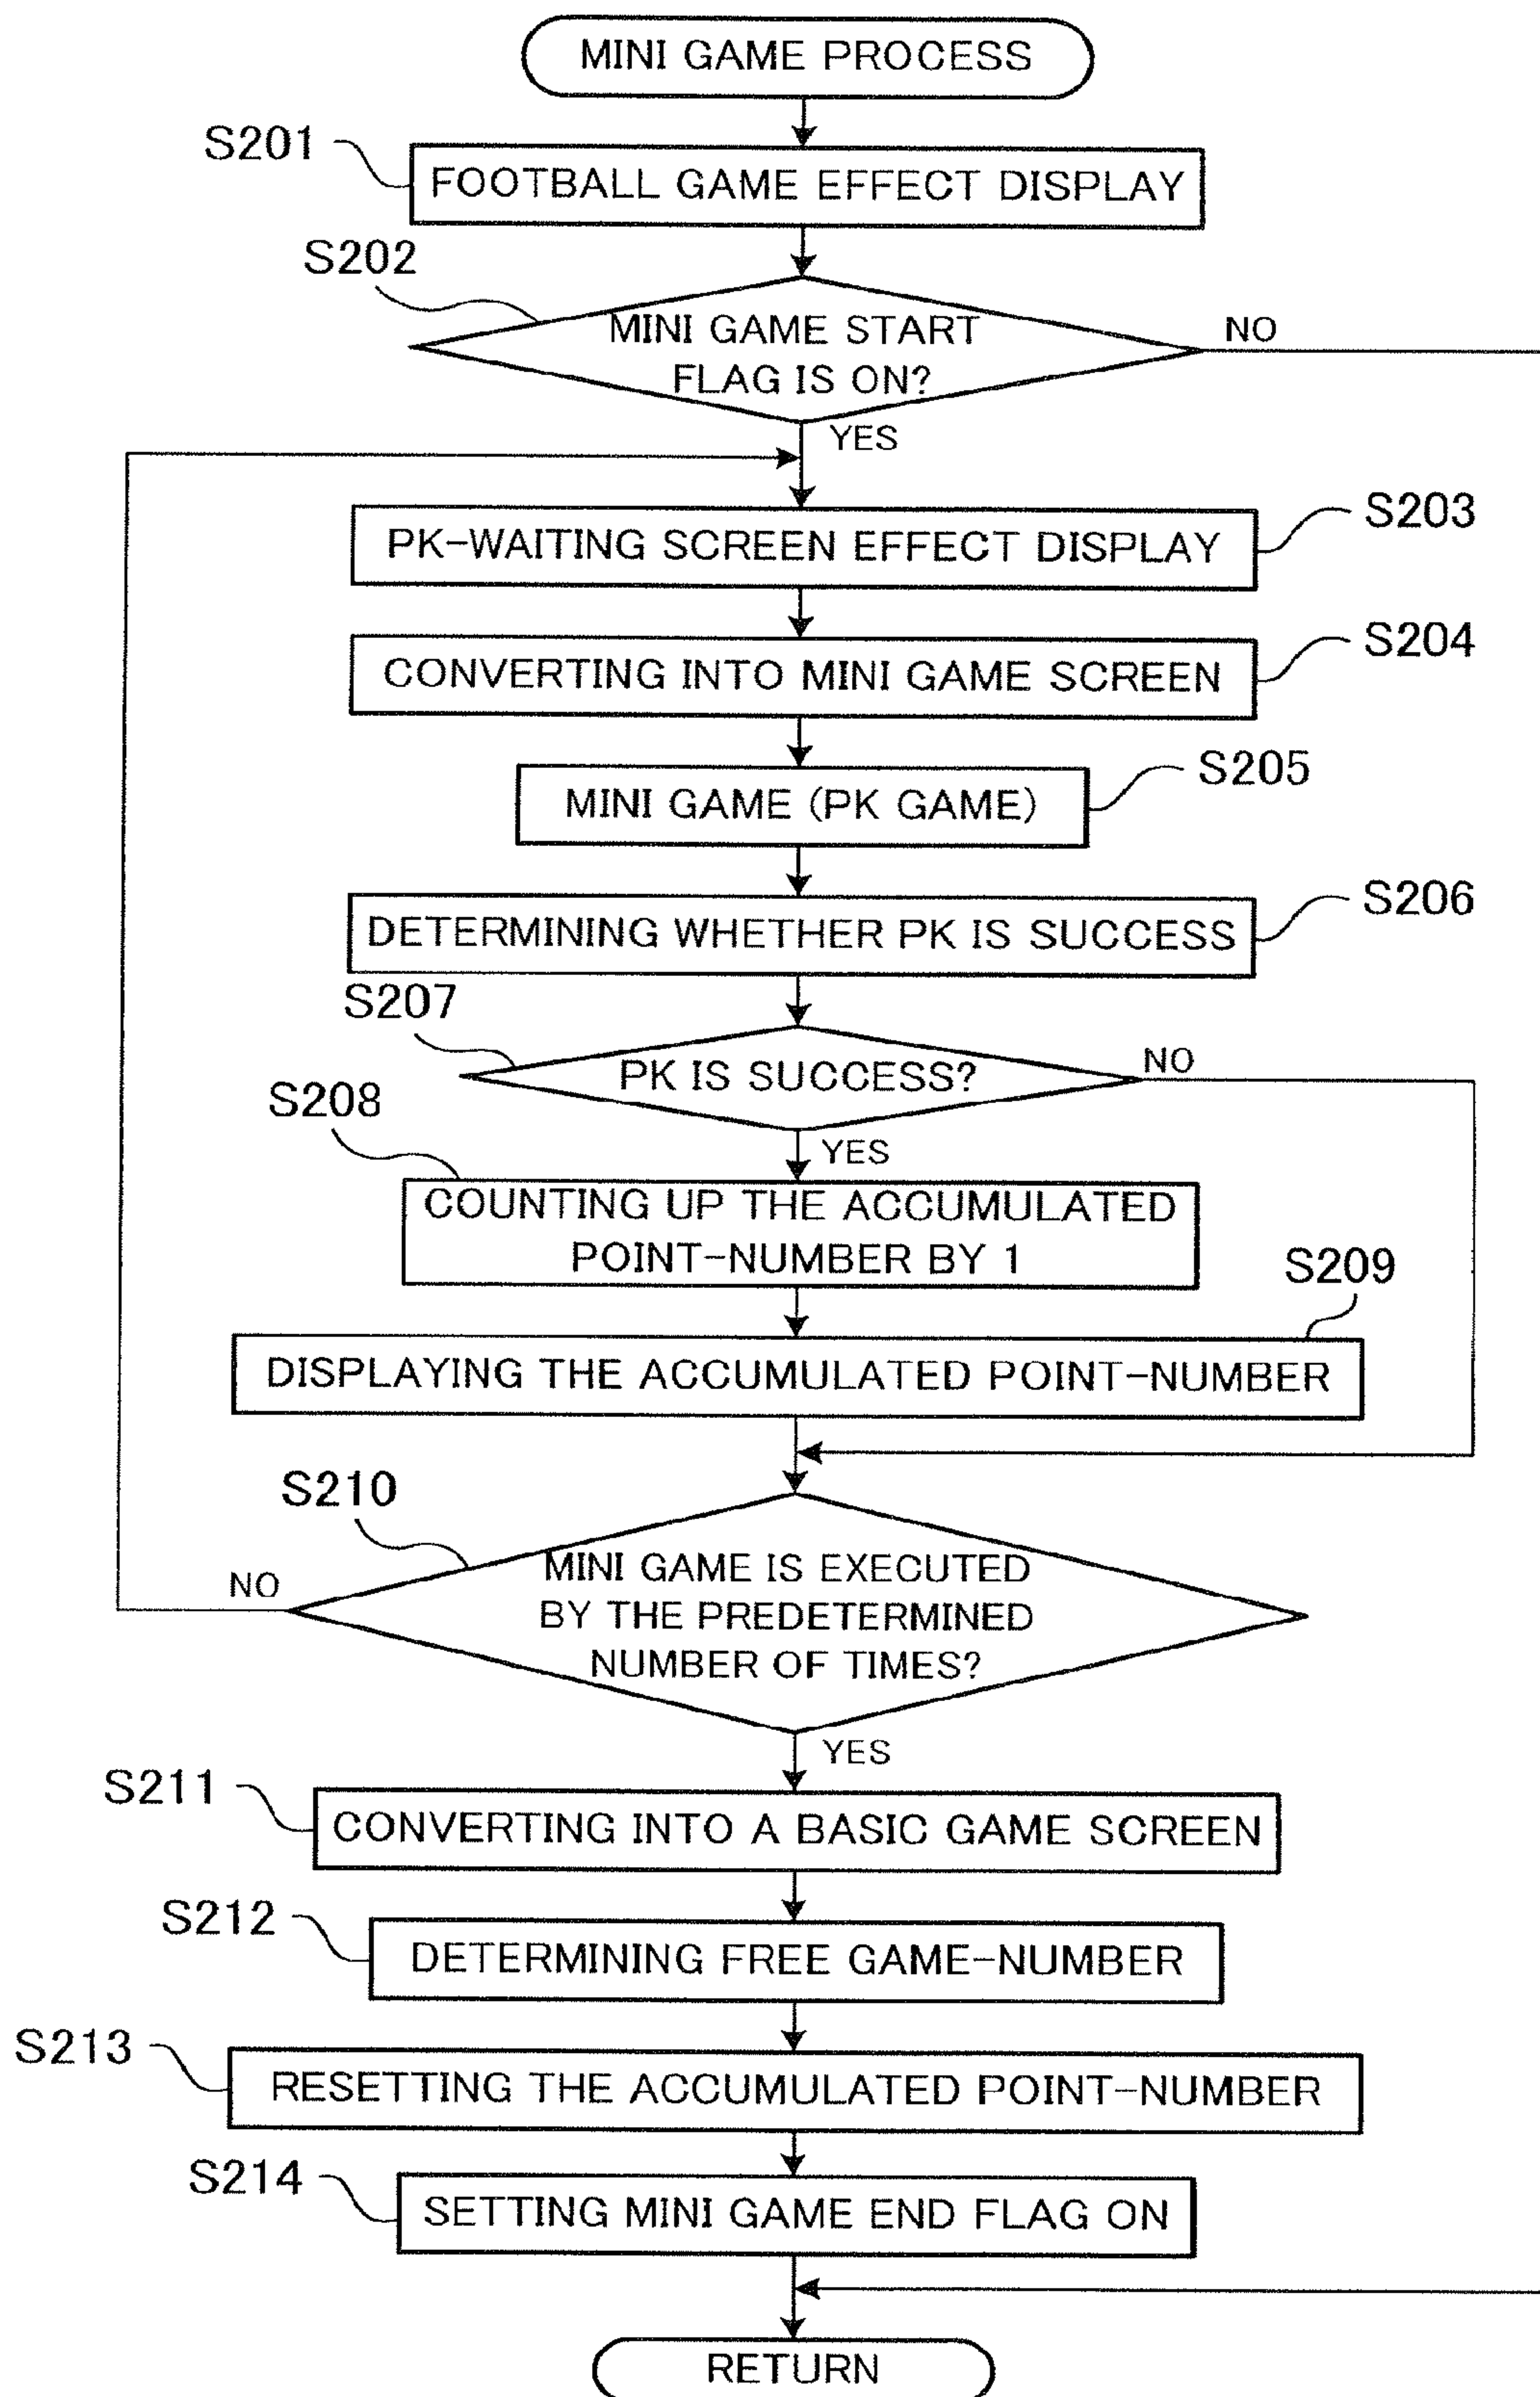 MINI GAME PROCESS
S201
FOOTBALL GAME EFFECT DISPLAY
S202
MINI GAME START
FLAG IS ON?
NO
YES
PK-WAITING SCREEN EFFECT DISPLAY
S203
CONVERTING INTO MINI GAME SCREEN
S204
MINI GAME (PK GAME)
S205
DETERMINING WHETHER PK IS SUCCESS
S206
S207
PK IS SUCCESS?
NO
YES
S208
COUNTING UP THE ACCUMULATED
POINT-NUMBER BY 1
S209
DISPLAYING THE ACCUMULATED POINT-NUMBER
S210
MINI GAME IS EXECUTED
BY THE PREDETERMINED
NUMBER OF TIMES?
NO
YES
S211
CONVERTING INTO A BASIC GAME SCREEN
S212
DETERMINING FREE GAME-NUMBER
S213
RESETTING THE ACCUMULATED POINT-NUMBER
S214
SETTING MINI GAME END FLAG ON
RETURN